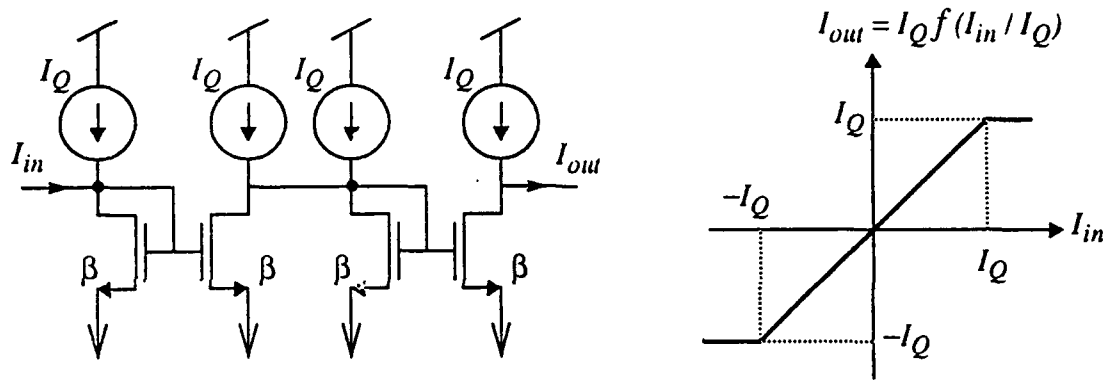 I_Q I_Q I_Q I_Q
I_in
I_out
β β β β
I_out = I_Q f(I_in / I_Q)
I_Q
-I_Q
I_in
I_Q
-I_Q